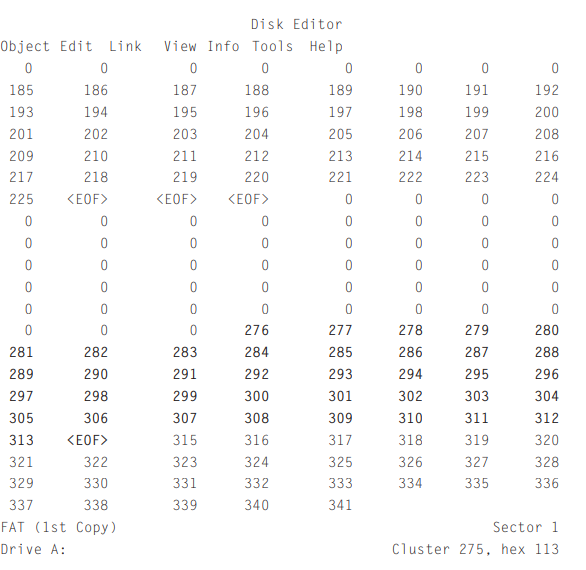 Disk Editor
Object Edit Link View Info Tools Help
0 0 0 0 0 0 0 0
185 186 187 188 189 190 191 192
193 194 195 196 197 198 199 200
201 202 203 204 205 206 207 208
209 210 211 212 213 214 215 216
217 218 219 220 221 222 223 224
225 <EOF> <EOF> <EOF> 0 0 0 0
0 0 0 0 0 0 0 0
0 0 0 0 0 0 0 0
0 0 0 0 0 0 0 0
0 0 0 0 0 0 0 0
0 0 0 0 0 0 0 0
0 0 0 276 277 278 279 280
281 282 283 284 285 286 287 288
289 290 291 292 293 294 295 296
297 298 299 300 301 302 303 304
305 306 307 308 309 310 311 312
313 <EOF> 315 316 317 318 319 320
321 322 323 324 325 326 327 328
329 330 331 332 333 334 335 336
337 338 339 340 341
FAT (1st Copy) Sector 1
Drive A: Cluster 275, hex 113